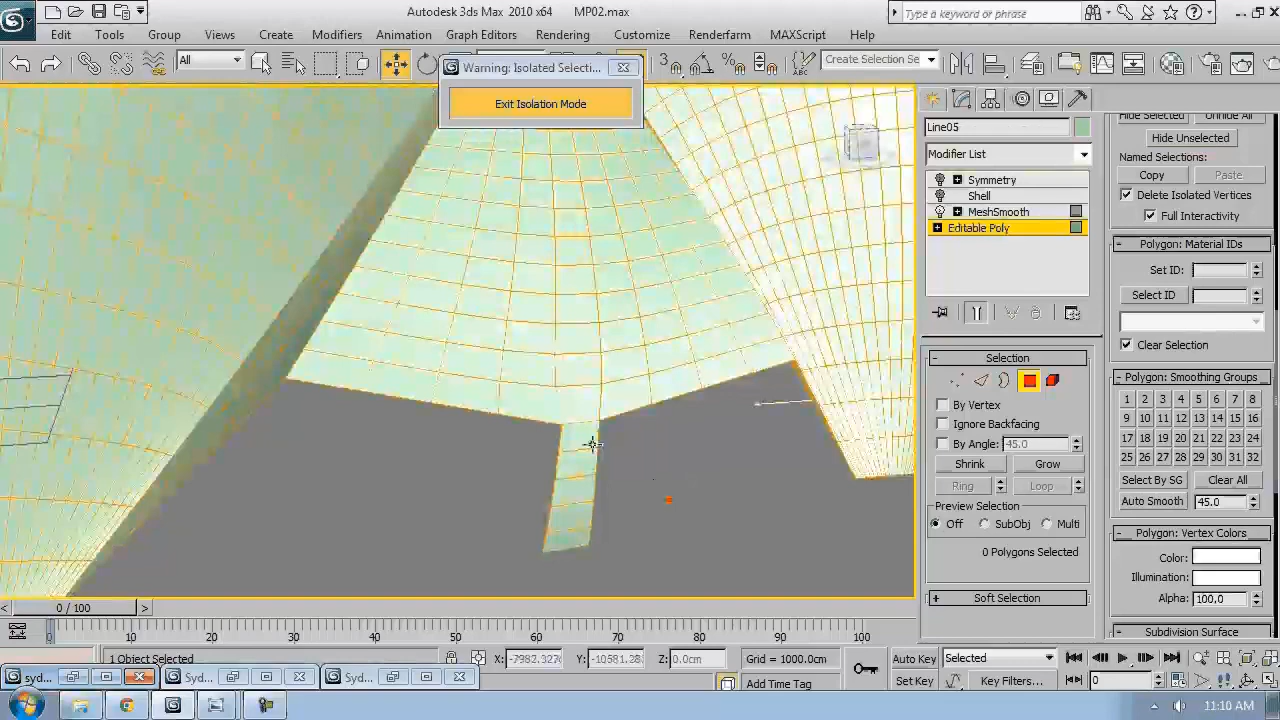 Autodesk 3ds Max 2010 x64 MP02.max
Type a keyword or phrase
Edit Tools Group Views Create Modifiers Animation Graph Editors Rendering Customize Renderfarm MAXScript Help
All
Create Selection Se
Warning: Isolated Selecti...
Exit Isolation Mode
Line05
Modifier List
Symmetry
Shell
MeshSmooth
Editable Poly
Selection
By Vertex
Ignore Backfacing
By Angle: 45.0
Shrink Grow
Ring Loop
Preview Selection
Off SubObj Multi
0 Polygons Selected
Soft Selection
Hide Selected Unhide All
Hide Unselected
Named Selections:
Copy Paste
Delete Isolated Vertices
Full Interactivity
Polygon: Material IDs
Set ID:
Select ID
Clear Selection
Polygon: Smoothing Groups
1 2 3 4 5 6 7 8
9 10 11 12 13 14 15 16
17 18 19 20 21 22 23 24
25 26 27 28 29 30 31 32
Select By SG Clear All
Auto Smooth 45.0
Polygon: Vertex Colors
Color:
Illumination:
Alpha: 100.0
Subdivision Surface
0 / 100
0 10 20 30 40 50 60 70 80 90 100
1 Object Selected X: Y: Z: 0.0cm Grid = 1000.0cm Auto Key Selected
Add Time Tag Set Key Key Filters... 0
syd... Syd... Syd...
11:10 AM